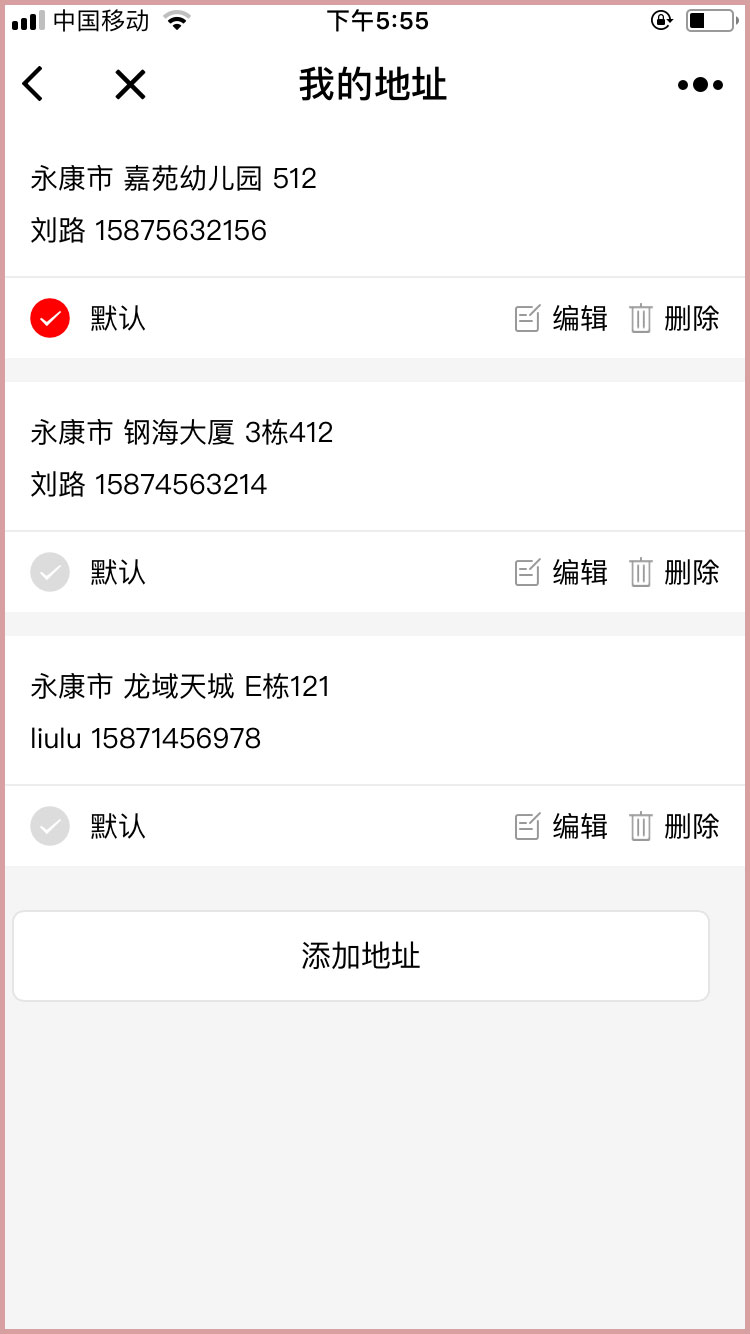 中国移动 下午5:55
我的地址
永康市 嘉苑幼儿园 512
刘路 15875632156
默认 编辑 删除
永康市 钢海大厦 3栋412
刘路 15874563214
默认 编辑 删除
永康市 龙域天城 E栋121
liulu 15871456978
默认 编辑 删除
添加地址